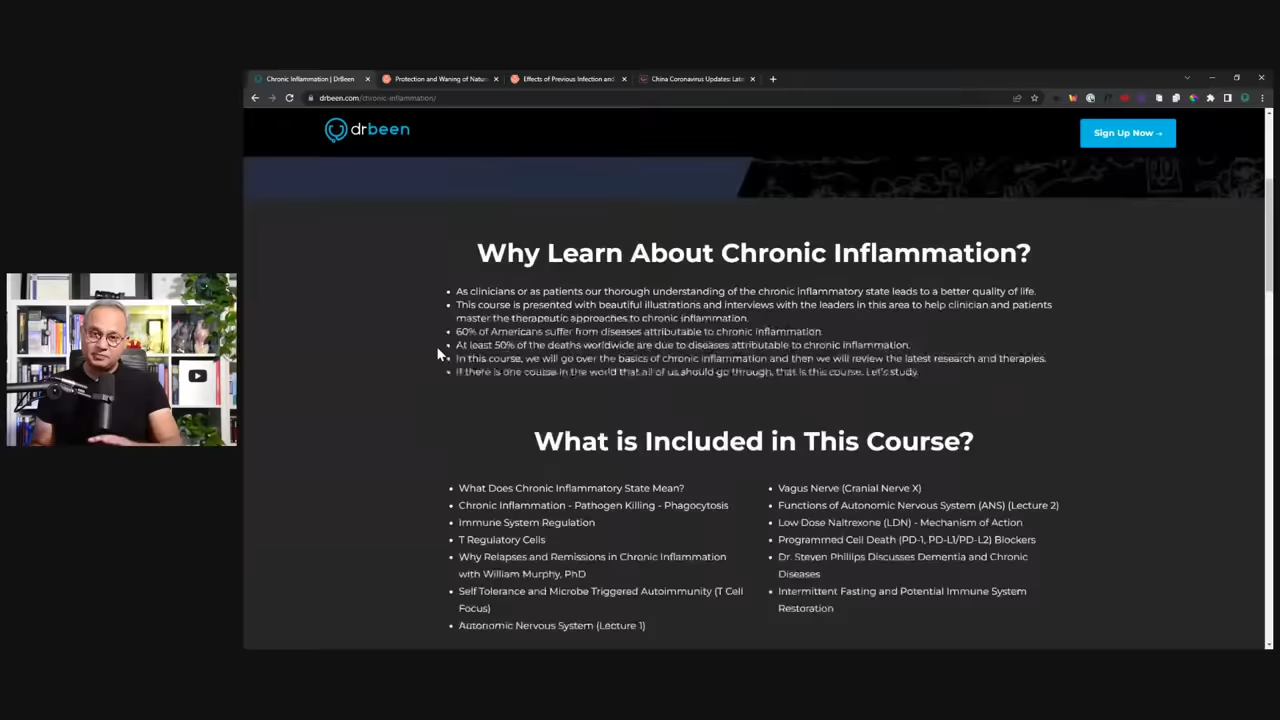 Chronic Inflammation | DrBeen
Protection and Waning of Natu
Effects of Previous Infection and
China Coronavirus Updates: Late
drbeen.com/chronic-inflammation/
drbeen
Sign Up Now →
Why Learn About Chronic Inflammation?
• As clinicians or as patients our thorough understanding of the chronic inflammatory state leads to a better quality of life.
• This course is presented with beautiful illustrations and interviews with the leaders in this area to help clinician and patients
master the therapeutic approaches to chronic inflammation.
• 60% of Americans suffer from diseases attributable to chronic inflammation.
• At least 50% of the deaths worldwide are due to diseases attributable to chronic inflammation.
• In this course, we will go over the basics of chronic inflammation and then we will review the latest research and therapies.
• If there is one course in the world that all of us should go through, that is this course. Let's study.
What is Included in This Course?
• What Does Chronic Inflammatory State Mean?
• Chronic Inflammation - Pathogen Killing - Phagocytosis
• Immune System Regulation
• T Regulatory Cells
• Why Relapses and Remissions in Chronic Inflammation
with William Murphy, PhD
• Self Tolerance and Microbe Triggered Autoimmunity (T Cell
Focus)
• Autonomic Nervous System (Lecture 1)
• Vagus Nerve (Cranial Nerve X)
• Functions of Autonomic Nervous System (ANS) (Lecture 2)
• Low Dose Naltrexone (LDN) - Mechanism of Action
• Programmed Cell Death (PD-1, PD-L1/PD-L2) Blockers
• Dr. Steven Phillips Discusses Dementia and Chronic
Diseases
• Intermittent Fasting and Potential Immune System
Restoration